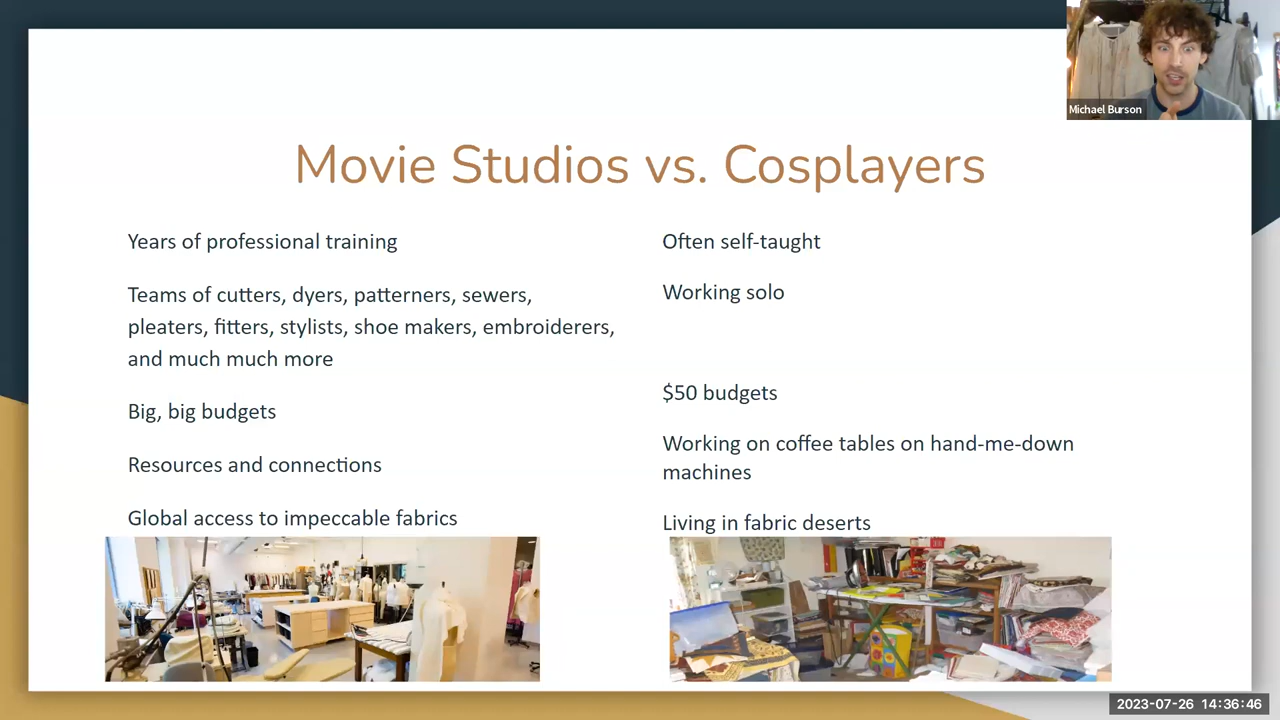 Michael Burson
Movie Studios vs. Cosplayers
Years of professional training
Teams of cutters, dyers, patterners, sewers,
pleaters, fitters, stylists, shoe makers, embroiderers,
and much much more
Big, big budgets
Resources and connections
Global access to impeccable fabrics
Often self-taught
Working solo
$50 budgets
Working on coffee tables on hand-me-down
machines
Living in fabric deserts
2023-07-26 14:36:46